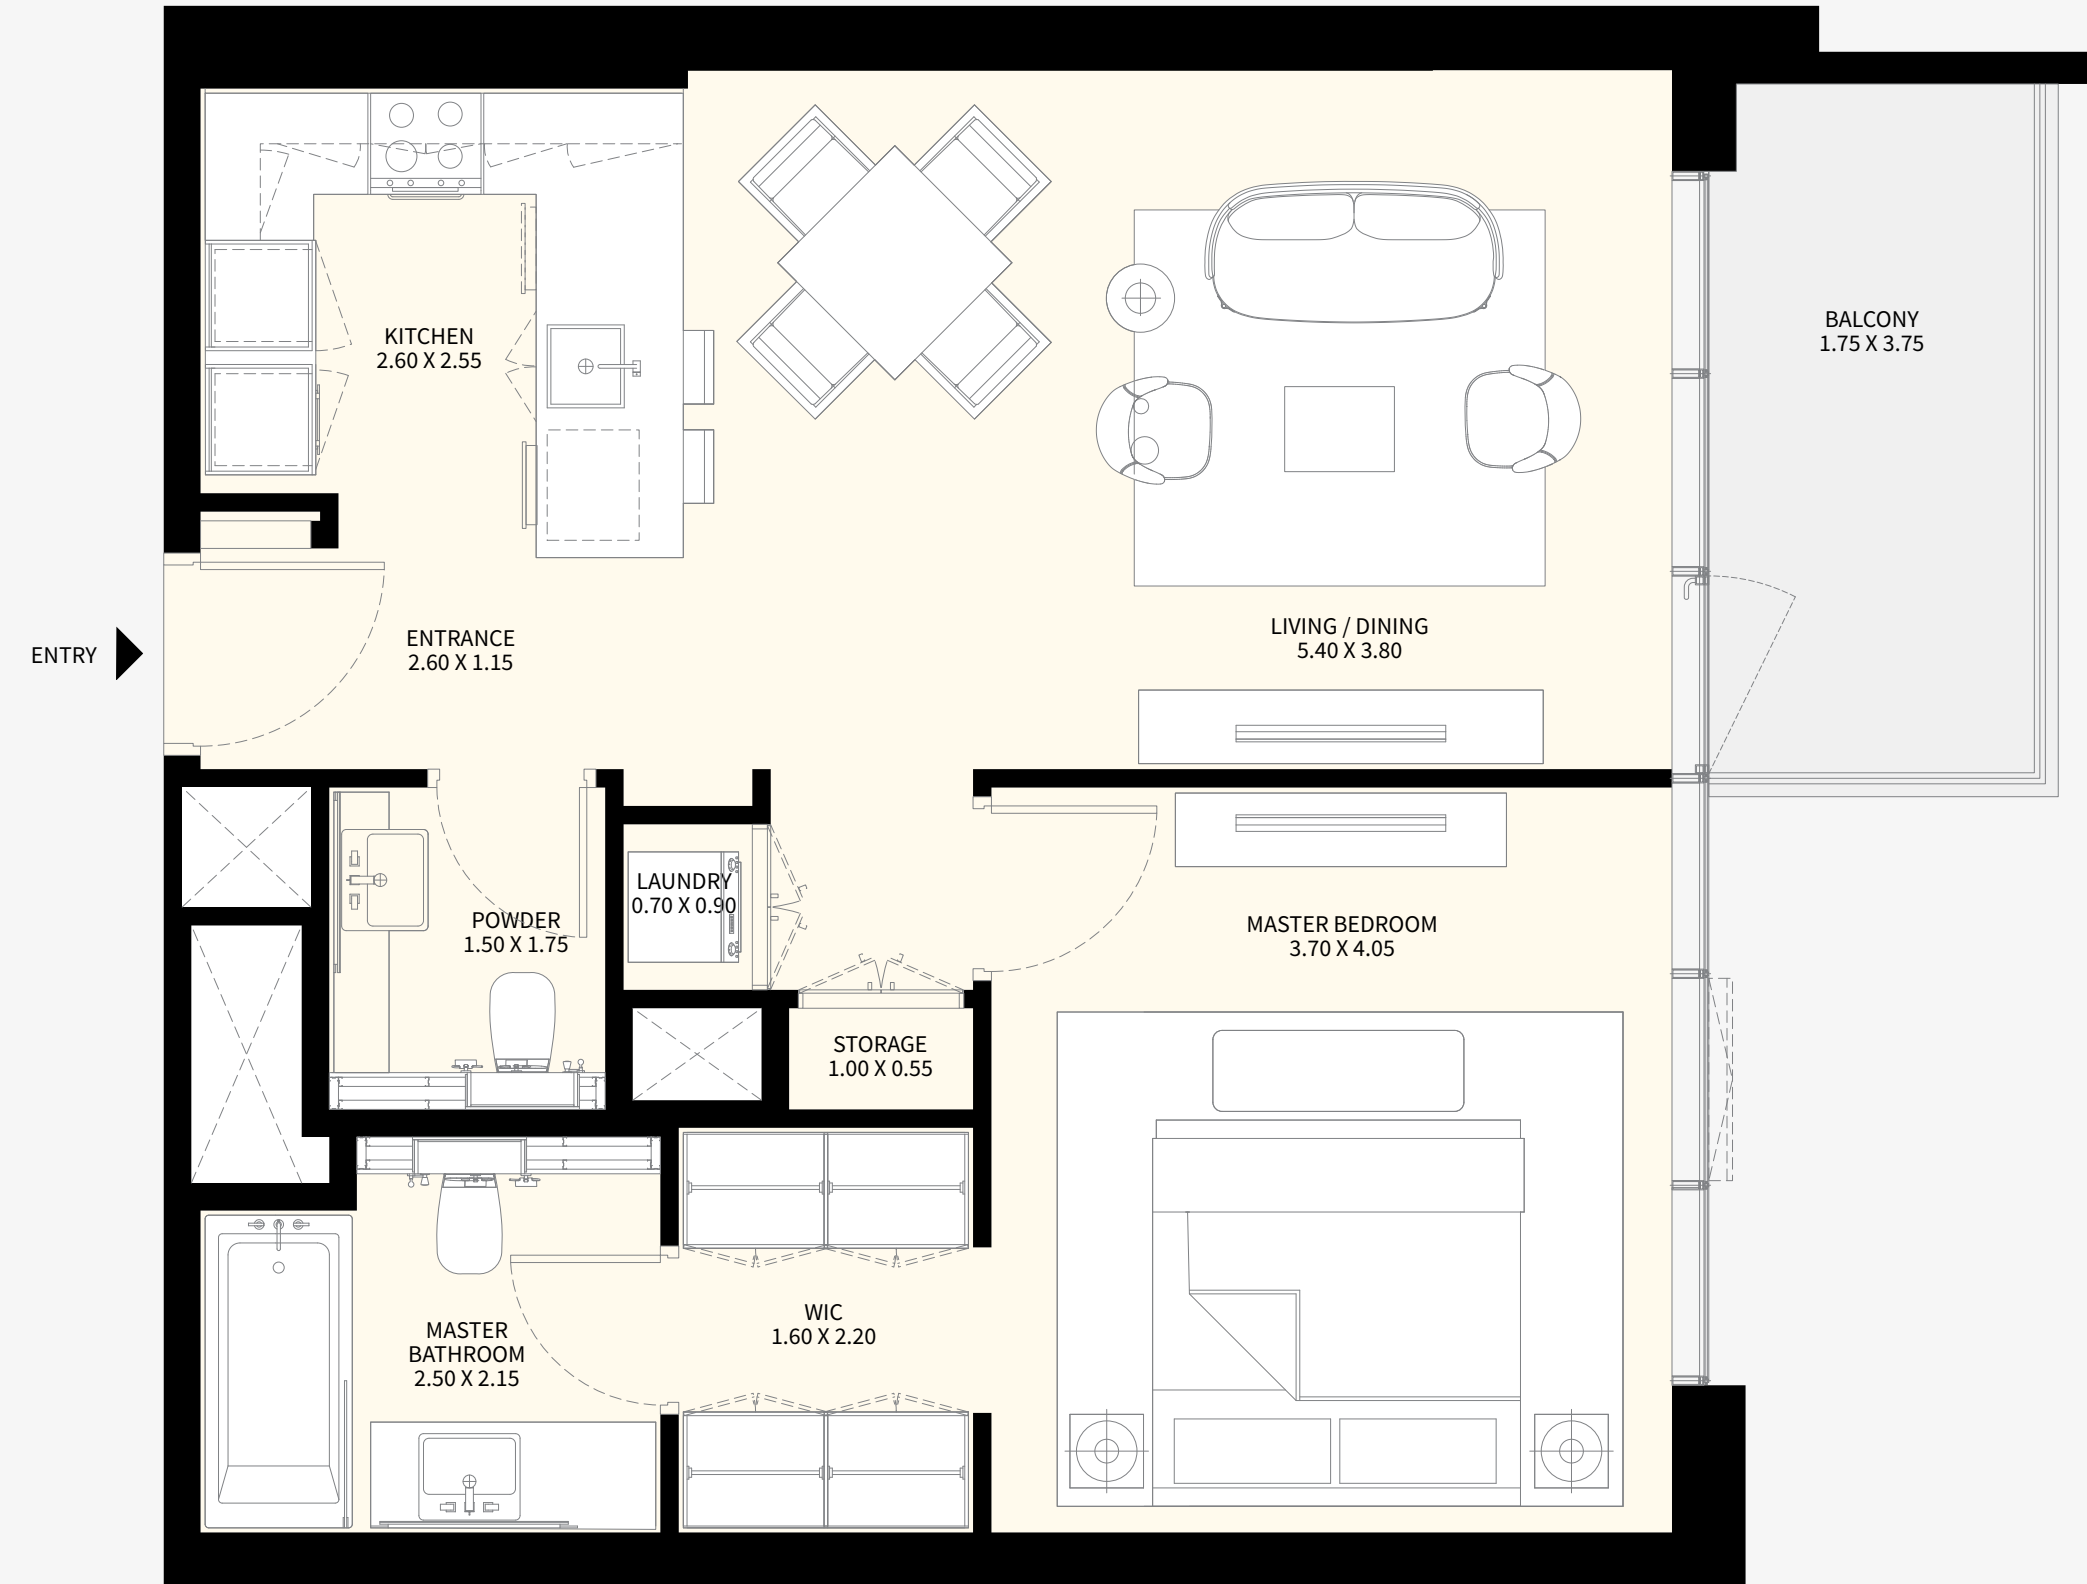 KITCHEN
2.60 X 2.55
BALCONY
1.75 X 3.75
ENTRY
ENTRANCE
2.60 X 1.15
LIVING / DINING
5.40 X 3.80
LAUNDRY
0.70 X 0.90
POWDER
1.50 X 1.75
MASTER BEDROOM
3.70 X 4.05
STORAGE
1.00 X 0.55
WIC
1.60 X 2.20
MASTER
BATHROOM
2.50 X 2.15